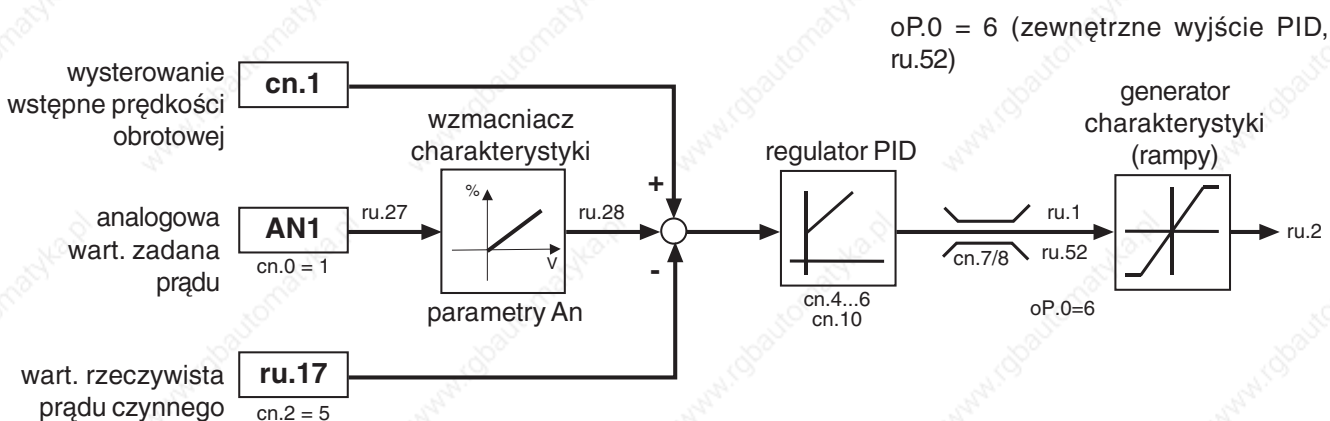 oP.0 = 6 (zewnętrzne wyjście PID,
ru.52)
wysterowanie
wstępne prędkości
obrotowej
cn.1
wzmacniacz
charakterystyki
%
V
parametry An
regulator PID
cn.4...6
cn.10
generator
charakterystyki
(rampy)
analogowa
wart. zadana
prądu
AN1
cn.0 = 1
ru.27
ru.28
+
-
ru.1
cn.7/8
ru.52
oP.0=6
ru.2
wart. rzeczywista
prądu czynnego
ru.17
cn.2 = 5
www.rgbautomatyka.pl